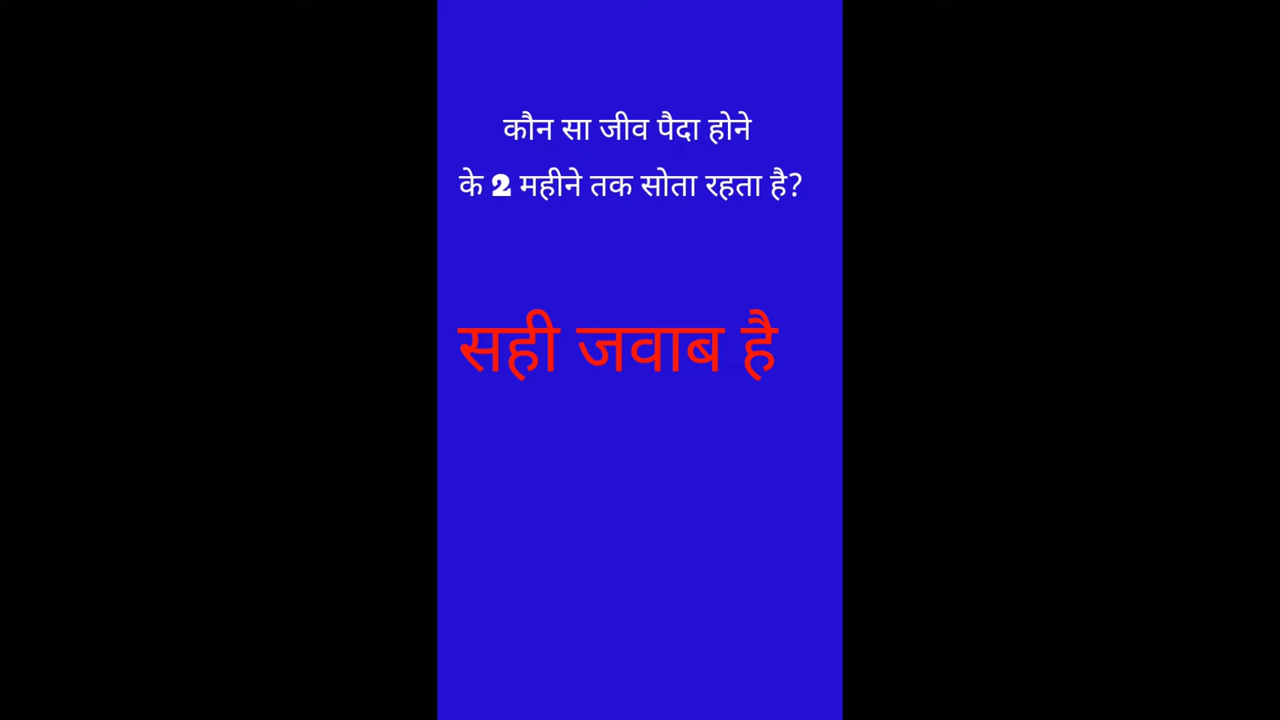 कौन सा जीव पैदा होने
के 2 महीने तक सोता रहता है?
सही जवाब है